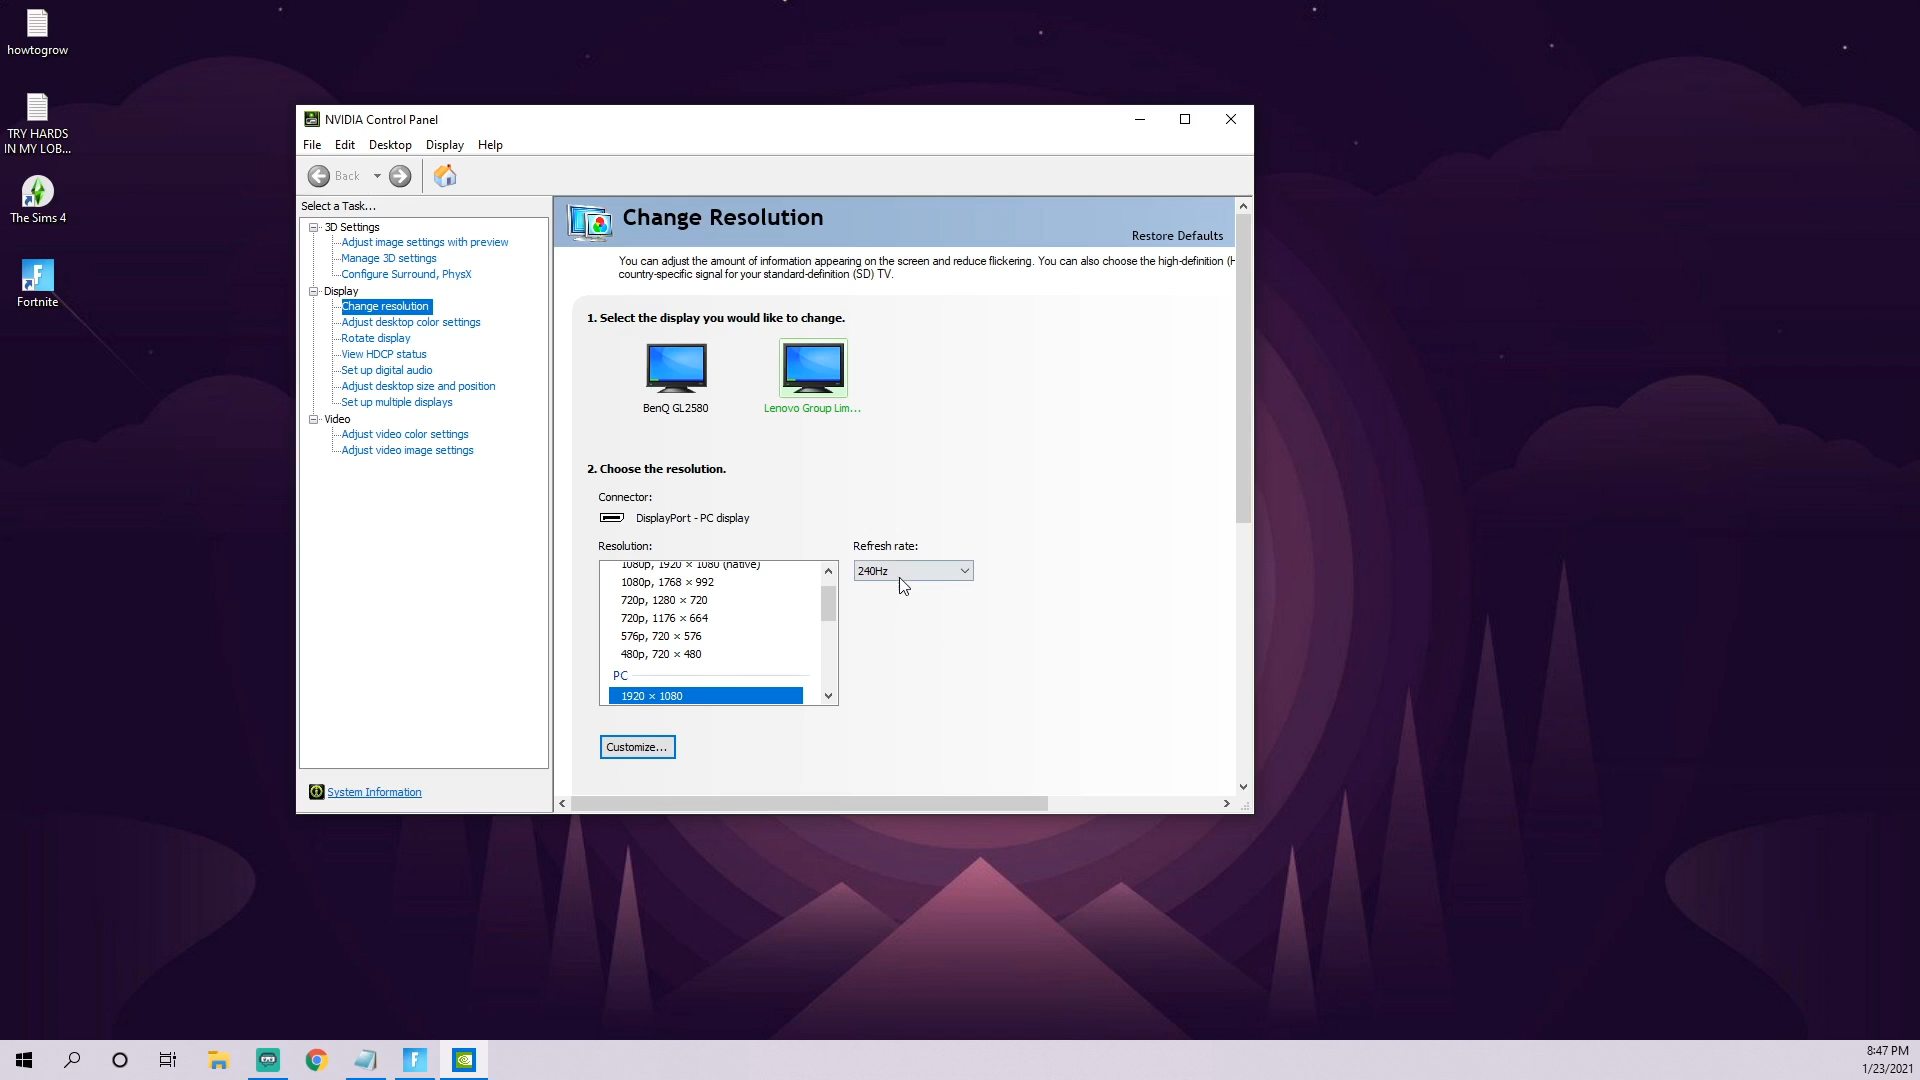 howtogrow
TRY HARDS
IN MY LOB...
The Sims 4
Fortnite
NVIDIA Control Panel
File Edit Desktop Display Help
Back
Select a Task...
3D Settings
Adjust image settings with preview
Manage 3D settings
Configure Surround, PhysX
Display
Change resolution
Adjust desktop color settings
Rotate display
View HDCP status
Set up digital audio
Adjust desktop size and position
Set up multiple displays
Video
Adjust video color settings
Adjust video image settings
System Information
Change Resolution
Restore Defaults
You can adjust the amount of information appearing on the screen and reduce flickering. You can also choose the high-definition (H
country-specific signal for your standard-definition (SD) TV.
1. Select the display you would like to change.
BenQ GL2580
Lenovo Group Lim...
2. Choose the resolution.
Connector:
DisplayPort - PC display
Resolution:
Refresh rate:
1080p, 1920 × 1080 (native)
240Hz
1080p, 1768 × 992
720p, 1280 × 720
720p, 1176 × 664
576p, 720 × 576
480p, 720 × 480
PC
1920 × 1080
Customize...
8:47 PM
1/23/2021